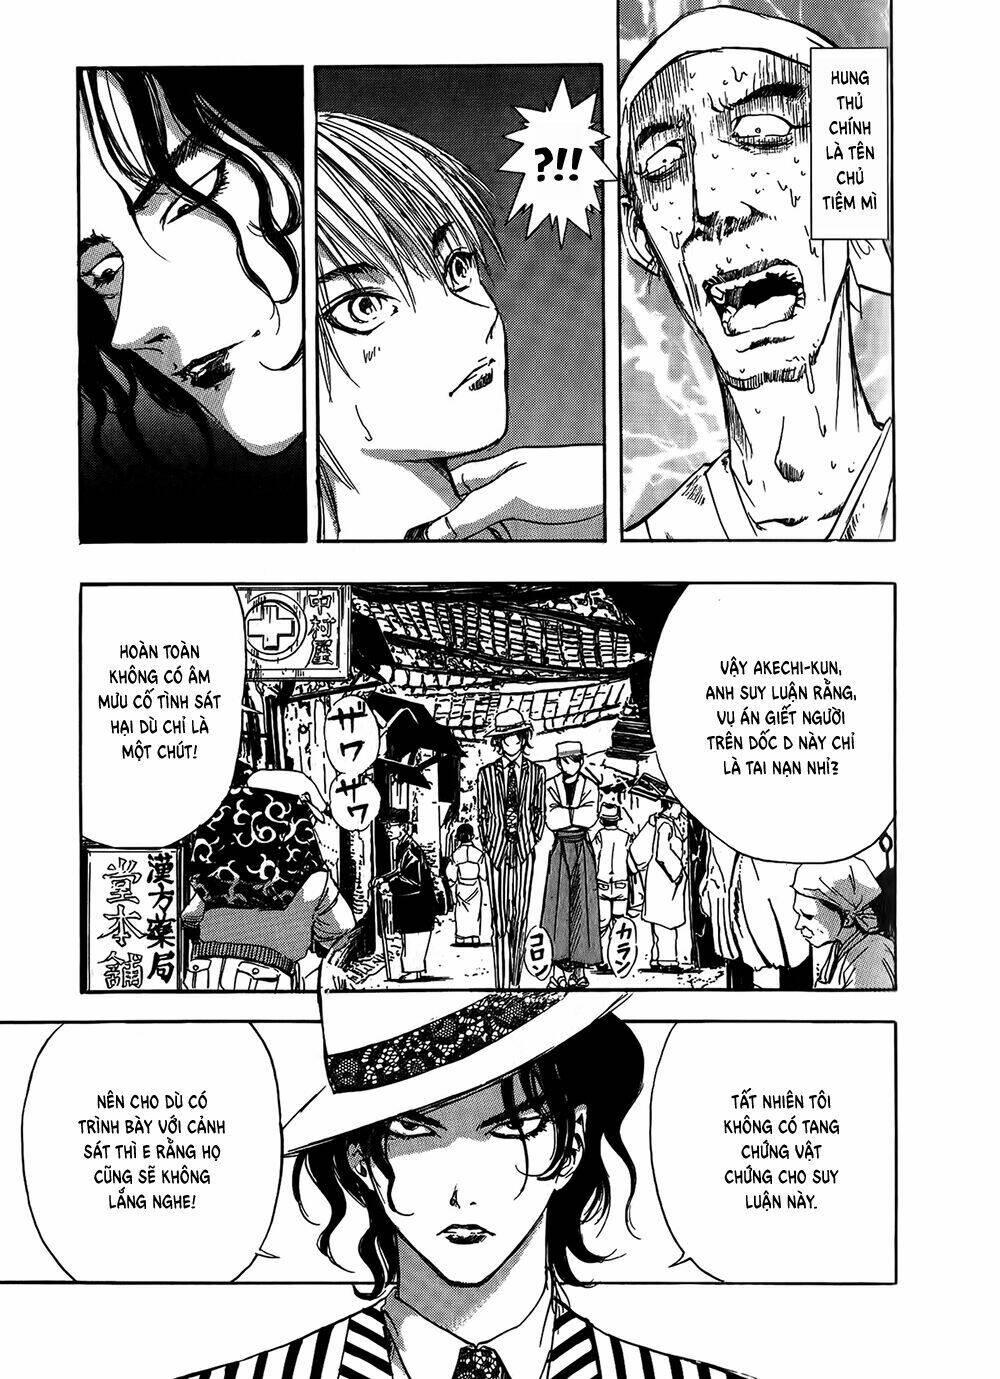 HUNG
THỦ
CHÍNH
LÀ TÊN
CHỦ
TIỆM MÌ
?!!
VẬY AKECHI-KUN,
ANH SUY LUẬN RẰNG,
VỤ ÁN GIẾT NGƯỜI
TRÊN DỐC D NÀY CHỈ
LÀ TAI NẠN NHỈ?
HOÀN TOÀN
KHÔNG CÓ ÂM
MƯU CỐ TÌNH SÁT
HẠI DÙ CHỈ LÀ
MỘT CHÚT!
中村屋
ザワ
ザワ
カラン
コロン
漢方藥局
堂本舗
TẤT NHIÊN TÔI
KHÔNG CÓ TANG
CHỨNG VẬT
CHỨNG CHO SUY
LUẬN NÀY.
NÊN CHO DÙ CÓ
TRÌNH BÀY VỚI CẢNH
SÁT THÌ E RẰNG HỌ
CŨNG SẼ KHÔNG
LẮNG NGHE!